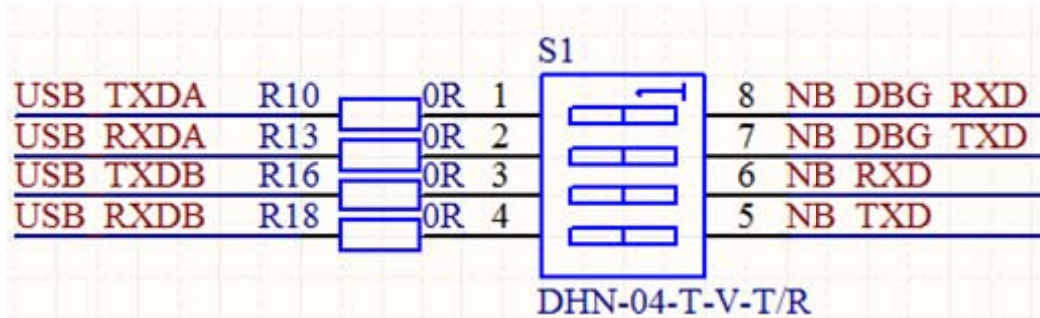 S1
USB TXDA R10 0R 1 1 8 NB DBG RXD
USB RXDA R13 0R 2 7 NB DBG TXD
USB TXDB R16 0R 3 6 NB RXD
USB RXDB R18 0R 4 5 NB TXD
DHN-04-T-V-T/R